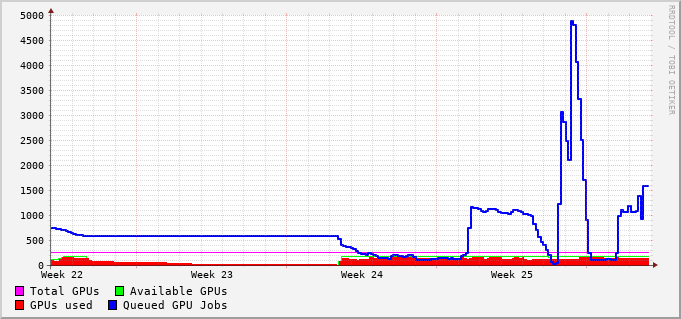 5000
4500
4000
3500
3000
2500
2000
1500
1000
500
0
Week 22 Week 23 Week 24 Week 25
Total GPUs Available GPUs
GPUs used Queued GPU Jobs
RRDTOOL / TOBI OETIKER